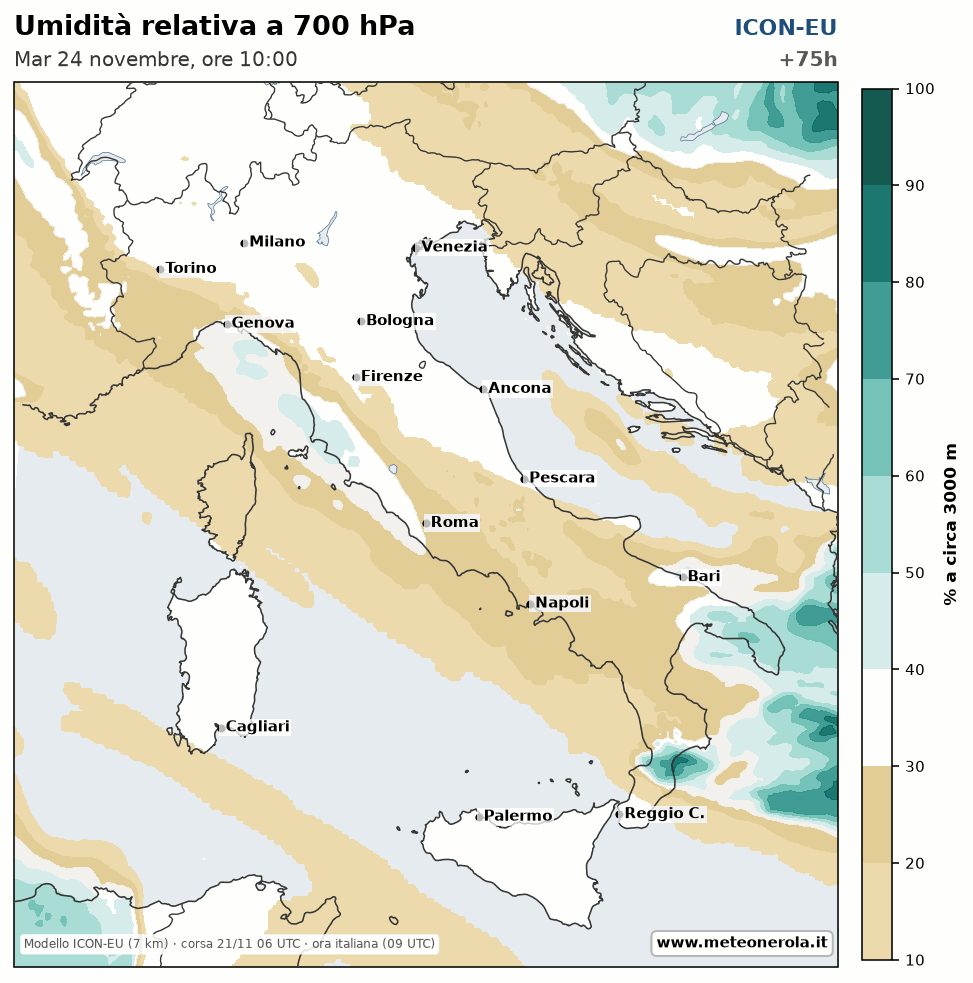 Umidità relativa a 700 hPa
ICON-EU
Mar 24 novembre, ore 10:00
+75h
100
90
80
70
60
50
40
30
20
10
% a circa 3000 m
Milano
Venezia
Torino
Genova
Bologna
Firenze
Ancona
Pescara
Roma
Bari
Napoli
Cagliari
Palermo
Reggio C.
Modello ICON-EU (7 km) · corsa 21/11 06 UTC · ora italiana (09 UTC)
www.meteonerola.it